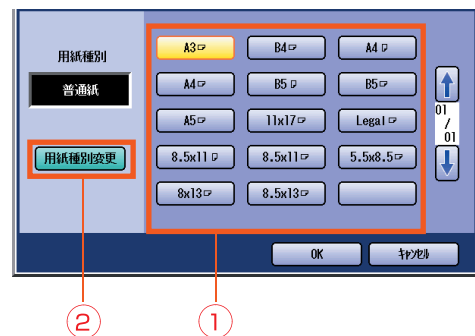 用紙種別
普通紙
用紙種別変更
A3 B4 A4
A4 B5 B5
A5 11x17 Legal
8.5x11 8.5x11 5.5x8.5
8x13 8.5x13
01
/
01
OK ｷｬﾝｾﾙ
② ①